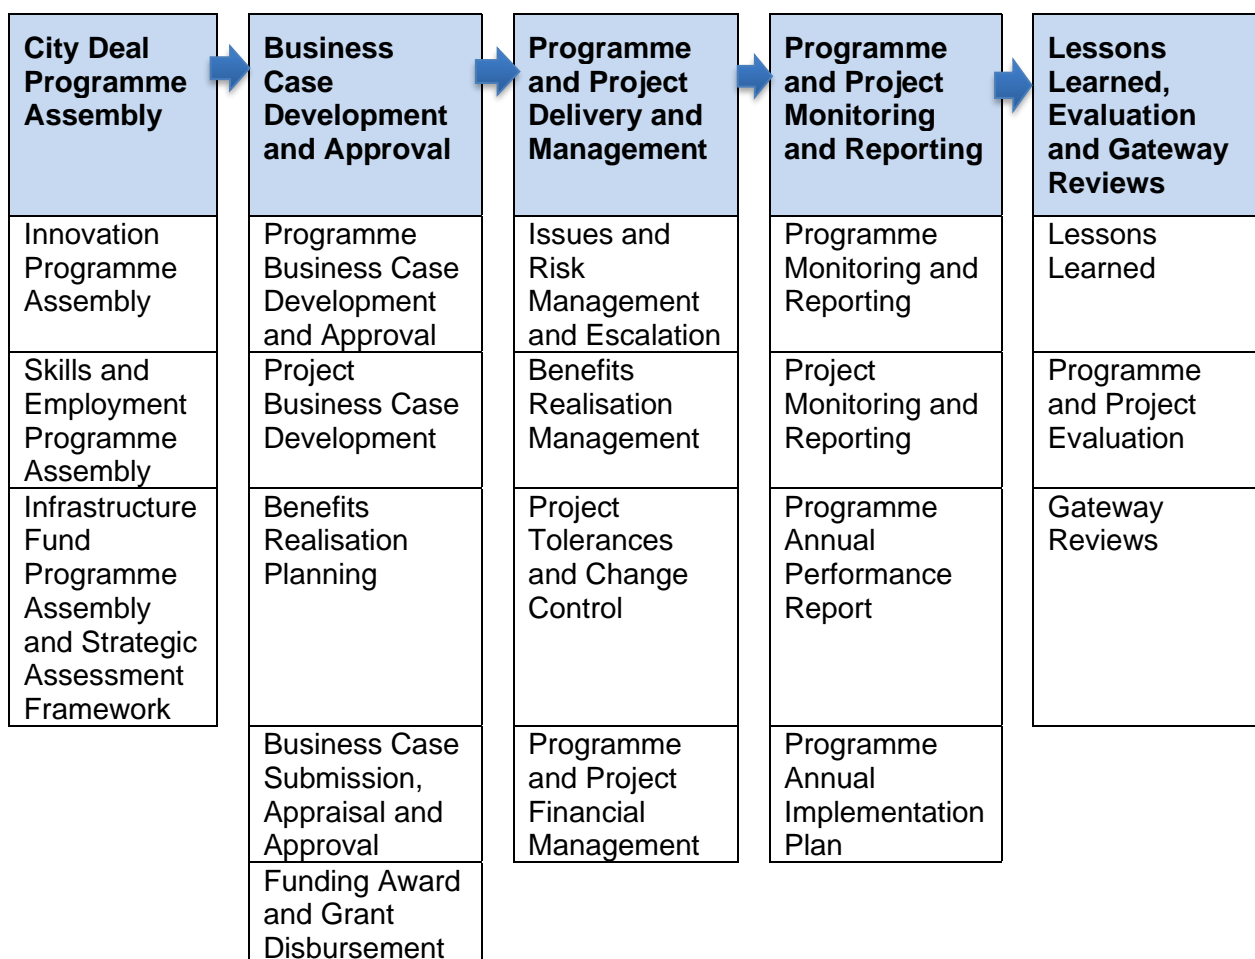 City Deal
Programme
Assembly
Business
Case
Development
and Approval
Programme
and Project
Delivery and
Management
Programme
and Project
Monitoring
and Reporting
Lessons
Learned,
Evaluation
and Gateway
Reviews
Innovation
Programme
Assembly
Programme
Business Case
Development
and Approval
Issues and
Risk
Management
and Escalation
Programme
Monitoring and
Reporting
Lessons
Learned
Skills and
Employment
Programme
Assembly
Project
Business Case
Development
Benefits
Realisation
Management
Project
Monitoring and
Reporting
Programme
and Project
Evaluation
Infrastructure
Fund
Programme
Assembly
and Strategic
Assessment
Framework
Benefits
Realisation
Planning
Project
Tolerances
and Change
Control
Programme
Annual
Performance
Report
Gateway
Reviews
Business Case
Submission,
Appraisal and
Approval
Programme
and Project
Financial
Management
Programme
Annual
Implementation
Plan
Funding Award
and Grant
Disbursement